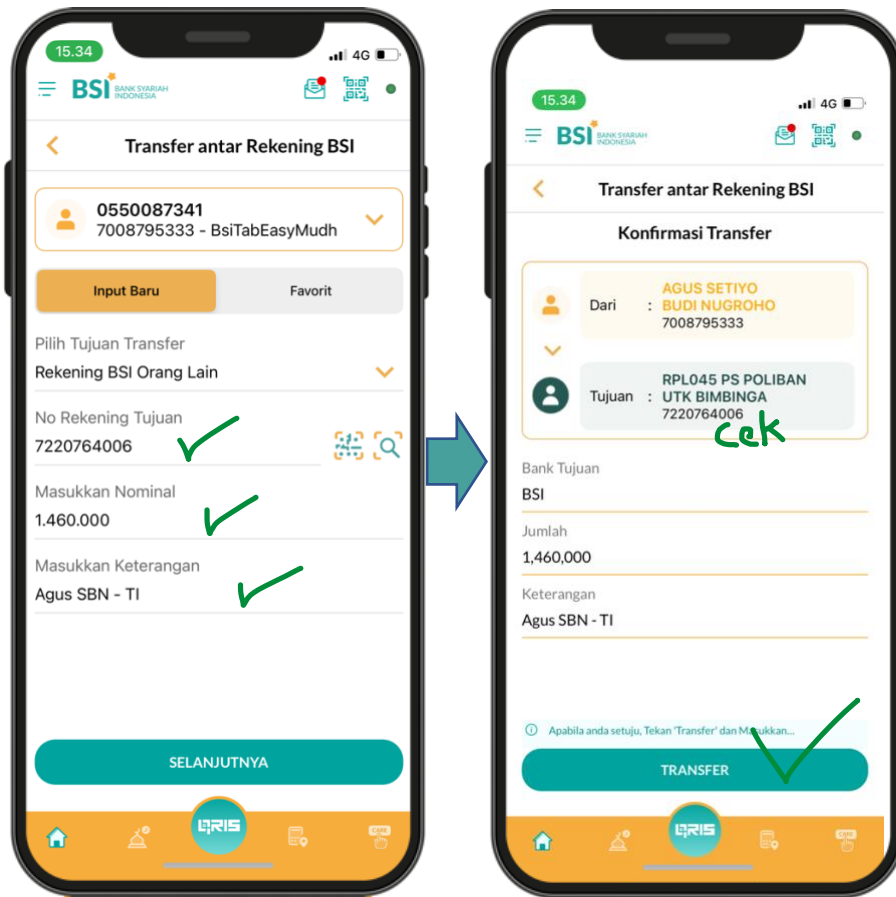 15.34
4G
BSI BANK SYARIAH INDONESIA
Transfer antar Rekening BSI
0550087341
7008795333 - BsiTabEasyMudh
Input Baru
Favorit
Pilih Tujuan Transfer
Rekening BSI Orang Lain
No Rekening Tujuan
7220764006
Masukkan Nominal
1.460.000
Masukkan Keterangan
Agus SBN - TI
SELANJUTNYA
QRIS
CARE
15.34
4G
BSI BANK SYARIAH INDONESIA
Transfer antar Rekening BSI
Konfirmasi Transfer
Dari : AGUS SETIYO
BUDI NUGROHO
7008795333
Tujuan : RPL045 PS POLIBAN
UTK BIMBINGA
7220764006
cek
Bank Tujuan
BSI
Jumlah
1,460,000
Keterangan
Agus SBN - TI
Apabila anda setuju, Tekan 'Transfer' dan Masukkan...
TRANSFER
QRIS
CARE